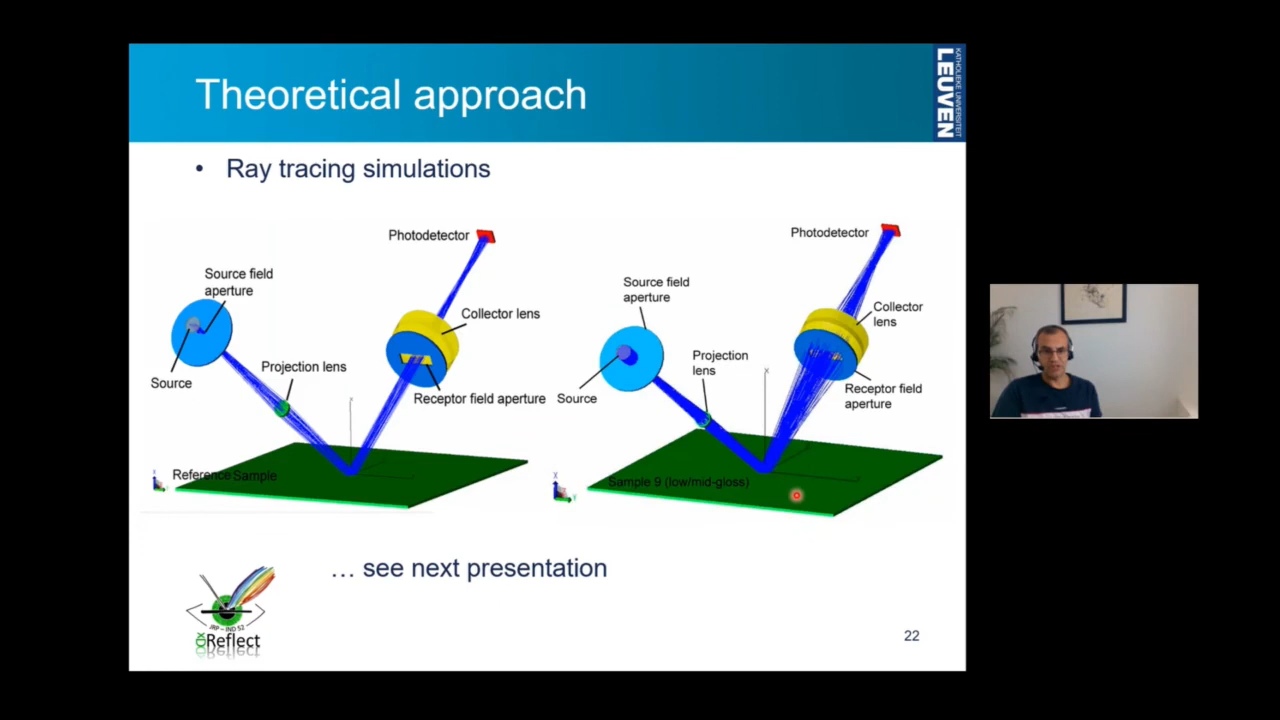 Theoretical approach
KATHOLIEKE UNIVERSITEIT
LEUVEN
• Ray tracing simulations
Photodetector
Source field
aperture
Collector lens
Projection lens
Source
Receptor field aperture
Reference Sample
x
Photodetector
Source field
aperture
Collector
lens
Projection
lens
Source
Receptor field
aperture
Sample 9 (low/mid-gloss)
x
… see next presentation
JRP – IND 52
xDReflect
22